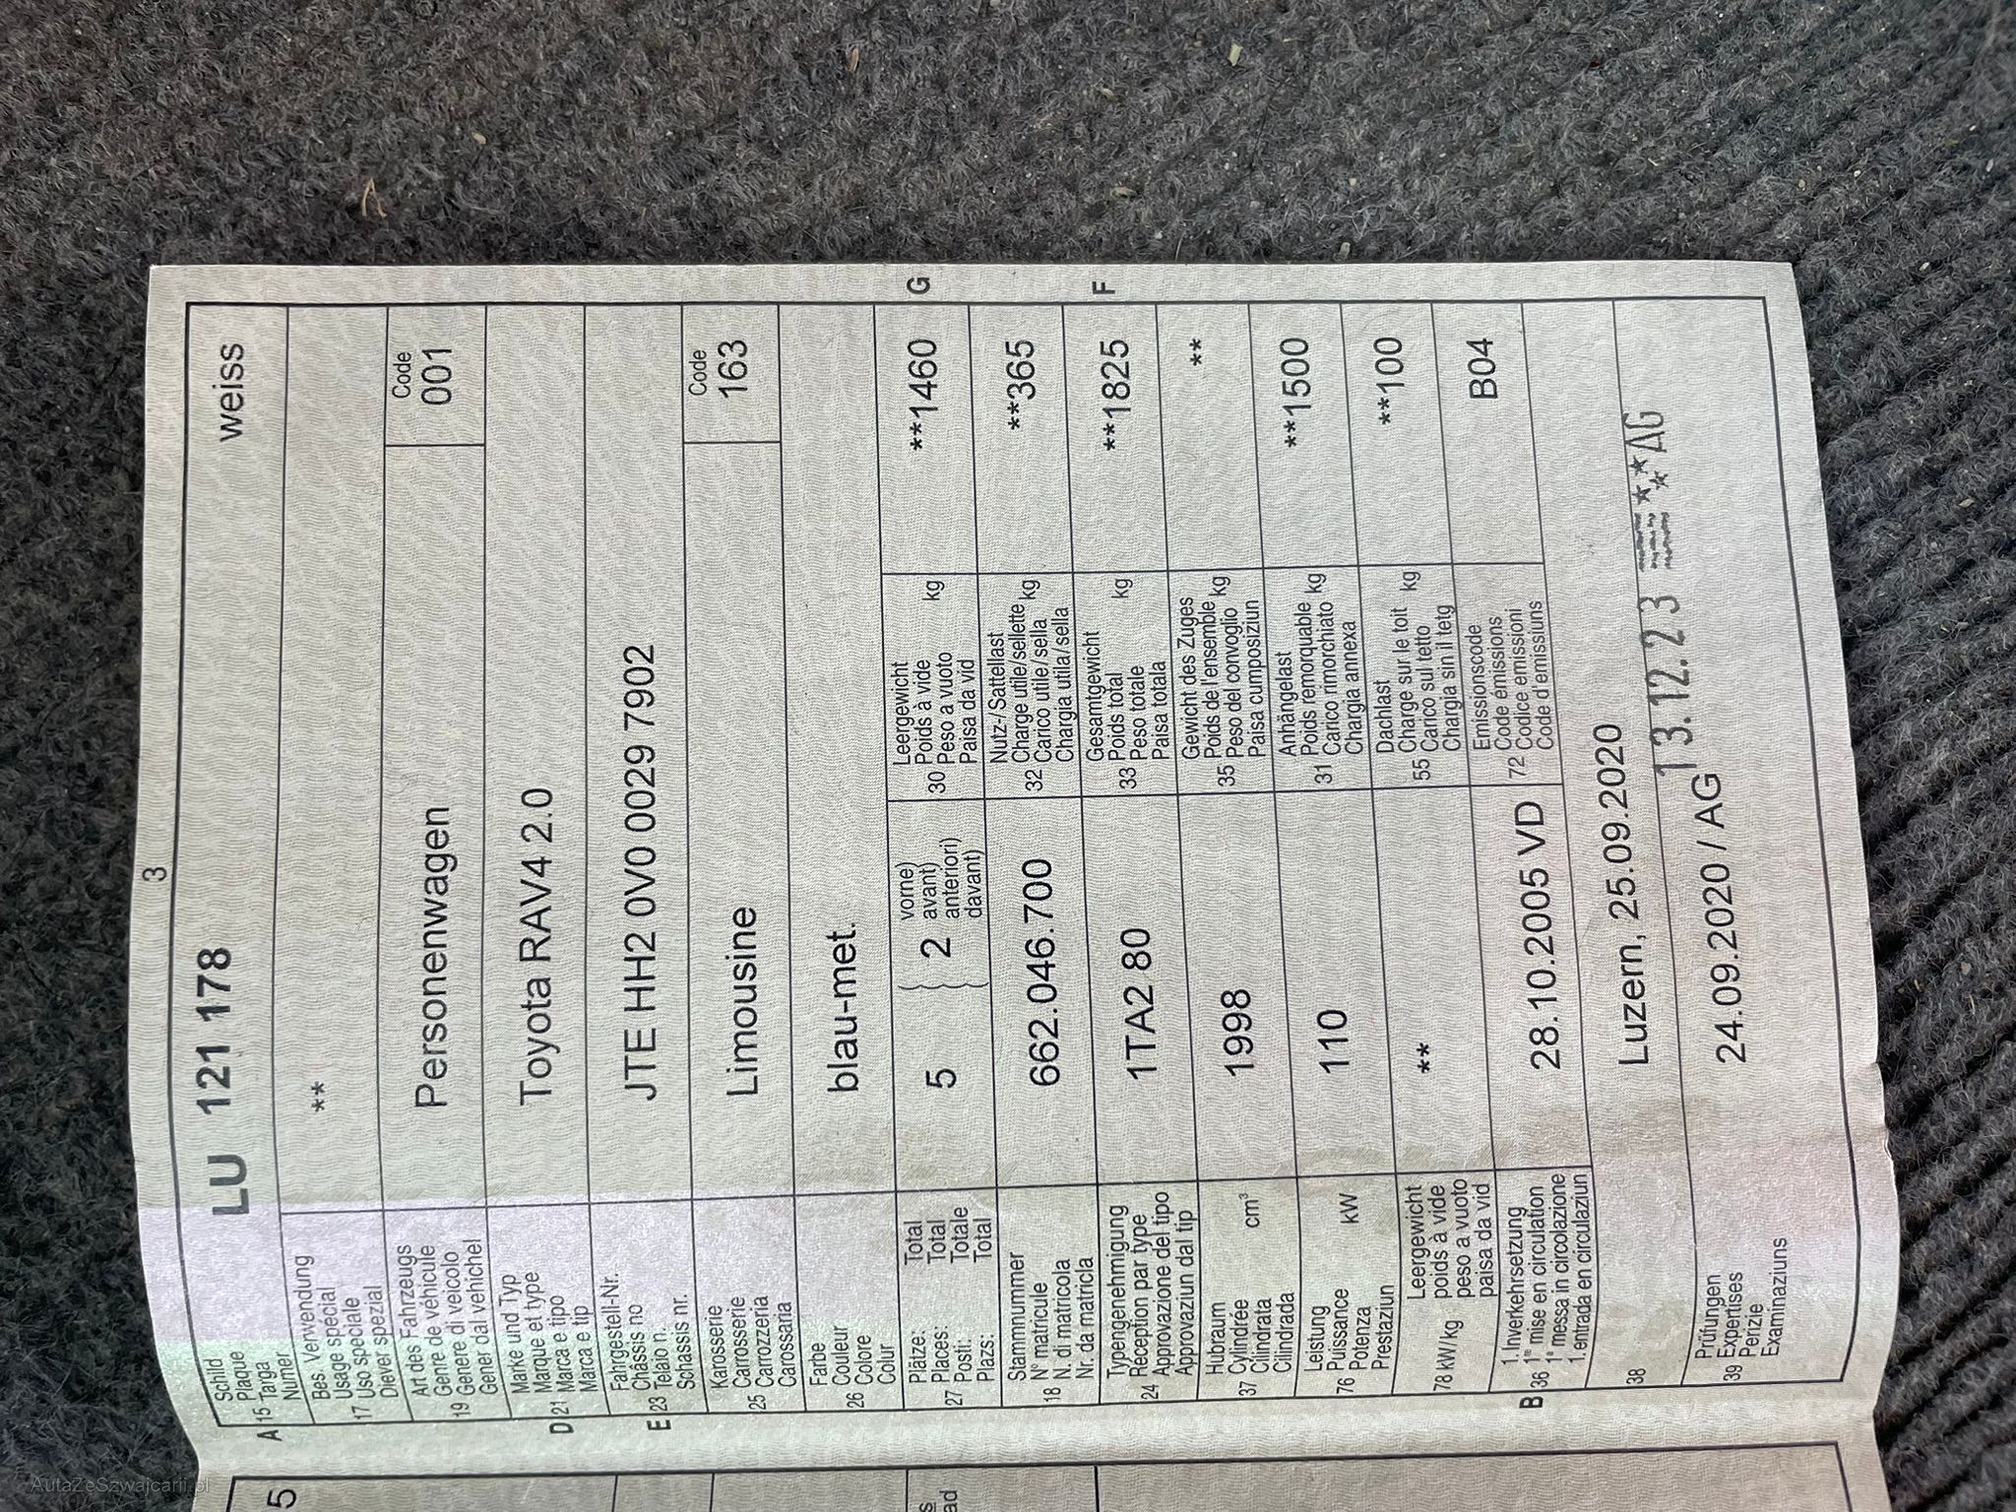 3
Schild
Plaque
A 15 Targa
Numer
LU 121 178
weiss
Bes. Verwendung
Usage spécial
17 Uso speciale
Diever spezial
**
Art des Fahrzeugs
Genre de véhicule
19 Genere di veicolo
Gener dal vehichel
Personenwagen
Code
001
Marke und Typ
Marque et type
D 21 Marca e tipo
Marca e tip
Toyota RAV4 2.0
Fahrgestell-Nr.
Châssis no
E 23 Telaio n.
Schassis nr.
JTE HH2 0V0 0029 7902
Karosserie
Carrosserie
25 Carrozzeria
Carossaria
Limousine
Code
163
Farbe
Couleur
26 Colore
Colur
blau-met.
Plätze: Total
Places: Total
27 Posti: Totale
Plazs: Total
5
2
vorne)
avant)
anteriori)
davant)
Leergewicht
Poids à vide
30 Peso a vuoto kg
Paisa da vid
**1460
G
Stammnummer
N° matricule
18 N. di matricola
Nr. da matricla
662.046.700
Nutz-/Sattellast
Charge utile/sellette
32 Carico utile/sella kg
Chargia utila/sella
**365
Typengenehmigung
Réception par type
24 Approvazione del tipo
Approvaziun dal tip
1TA2 80
Gesamtgewicht
Poids total
33 Peso totale kg
Paisa totala
**1825
F
Hubraum
Cylindrée
37 Cilindrata cm³
Cilindrada
1998
Gewicht des Zuges
Poids de l'ensemble
35 Peso del convoglio kg
Paisa cumposiziun
**
Leistung
Puissance
76 Potenza kW
Prestaziun
110
Anhängelast
Poids remorquable
31 Carico rimorchiato kg
Chargia annexa
**1500
Leergewicht
poids à vide
78 kW/kg peso a vuoto
paisa da vid
**
Dachlast
Charge sur le toit
55 Carico sul tetto kg
Chargia sin il tetg
**100
1. Inverkehrsetzung
B 36 1re mise en circulation
1a messa in circolazione
1. entrada en circulaziun
28.10.2005 VD
Emissionscode
Code émissions
72 Codice emissioni
Code d'emissiuns
B04
38
Luzern, 25.09.2020
Prüfungen
39 Expertises
Perizie
Examinaziuns
24.09.2020 / AG
13.12.23
AG
5
AutaZeSzwajcarii.pl